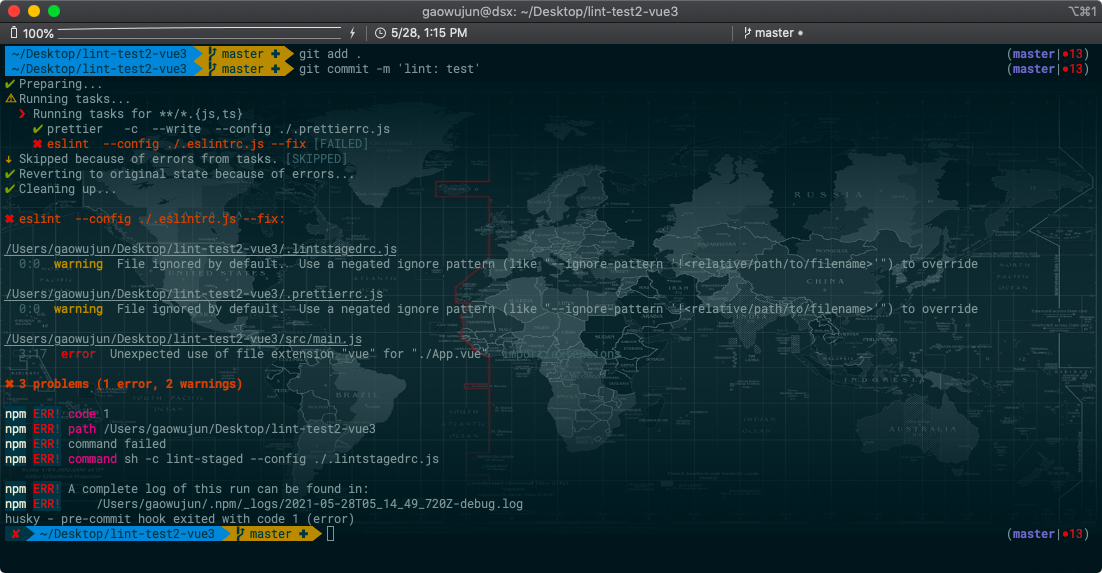 gaowujun@dsx: ~/Desktop/lint-test2-vue3
⌥⌘1
100%
5/28, 1:15 PM
master •
~/Desktop/lint-test2-vue3 master ✚ git add . (master|●13)
~/Desktop/lint-test2-vue3 master ✚ git commit -m 'lint: test' (master|●13)
✔ Preparing...
⚠ Running tasks...
❯ Running tasks for **/*.{js,ts}
✔ prettier -c --write --config ./.prettierrc.js
✖ eslint --config ./.eslintrc.js --fix [FAILED]
↓ Skipped because of errors from tasks. [SKIPPED]
✔ Reverting to original state because of errors...
✔ Cleaning up...
✖ eslint --config ./.eslintrc.js --fix:
/Users/gaowujun/Desktop/lint-test2-vue3/.lintstagedrc.js
0:0 warning File ignored by default. Use a negated ignore pattern (like "--ignore-pattern '!<relative/path/to/filename>'") to override
/Users/gaowujun/Desktop/lint-test2-vue3/.prettierrc.js
0:0 warning File ignored by default. Use a negated ignore pattern (like "--ignore-pattern '!<relative/path/to/filename>'") to override
/Users/gaowujun/Desktop/lint-test2-vue3/src/main.js
3:17 error Unexpected use of file extension "vue" for "./App.vue" import/extensions
✖ 3 problems (1 error, 2 warnings)
npm ERR! code 1
npm ERR! path /Users/gaowujun/Desktop/lint-test2-vue3
npm ERR! command failed
npm ERR! command sh -c lint-staged --config ./.lintstagedrc.js
npm ERR! A complete log of this run can be found in:
npm ERR! /Users/gaowujun/.npm/_logs/2021-05-28T05_14_49_720Z-debug.log
husky - pre-commit hook exited with code 1 (error)
✘ ~/Desktop/lint-test2-vue3 master ✚ (master|●13)
RUSSIA
CHINA
BRAZIL
INDONESIA
AUSTRALIA
UNITED STATES